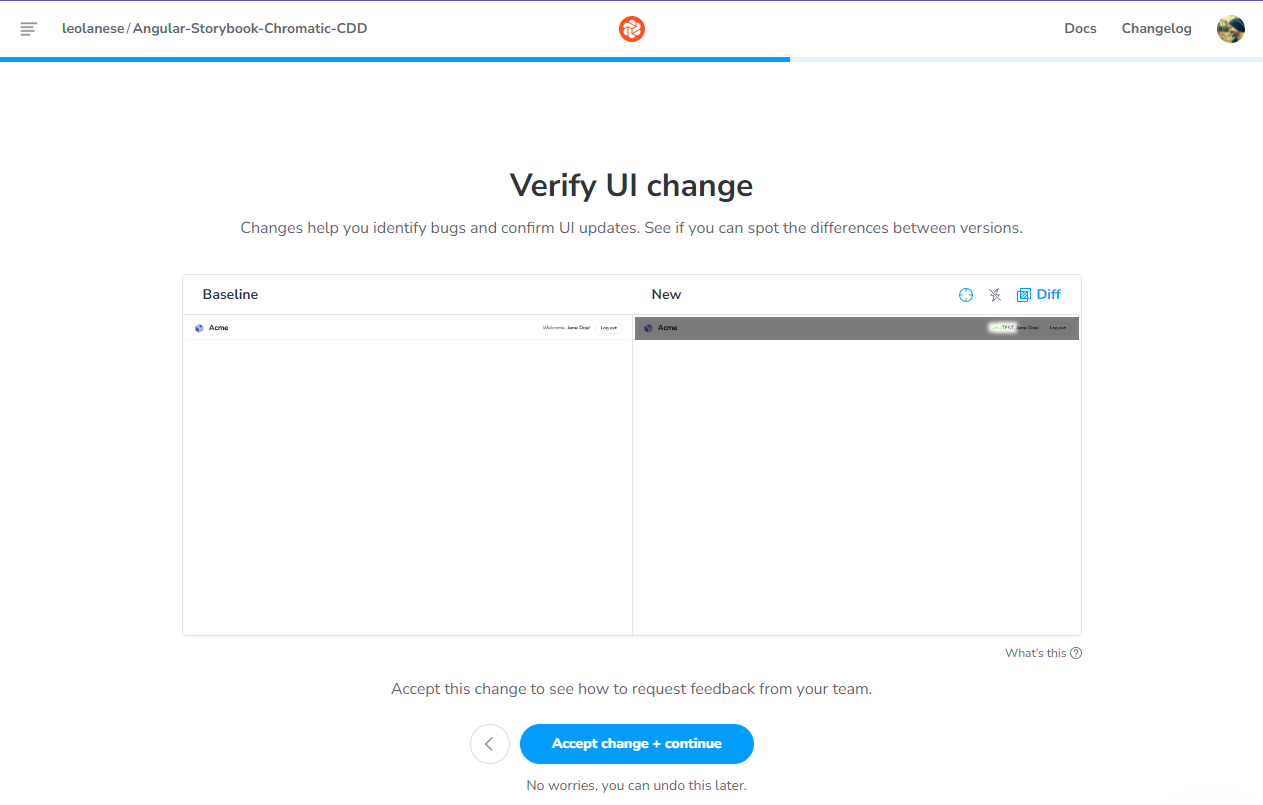 leolanese / Angular-Storybook-Chromatic-CDD
Docs
Changelog
Verify UI change
Changes help you identify bugs and confirm UI updates. See if you can spot the differences between versions.
Baseline
New
Diff
Acme
Welcome, Jane Doe!
Log out
Acme
TEST, Jane Doe!
Log out
What's this
Accept this change to see how to request feedback from your team.
Accept change + continue
No worries, you can undo this later.